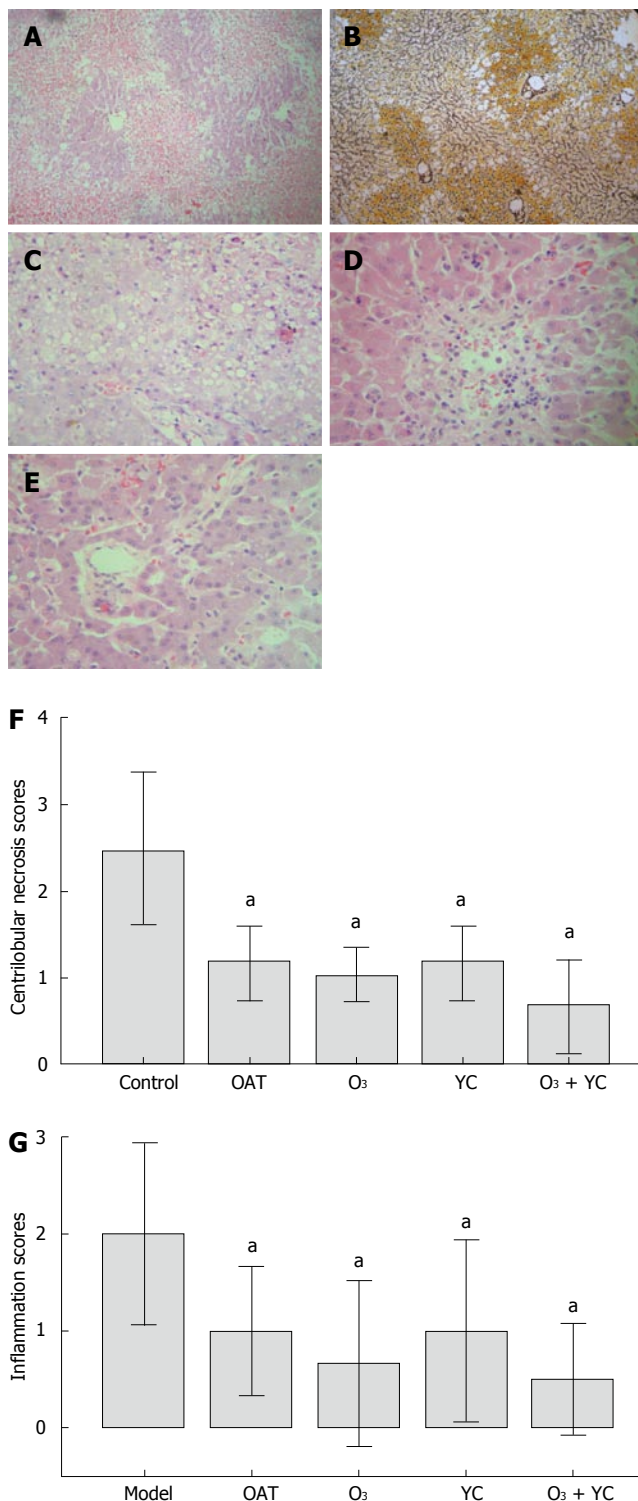 A
B
C
D
E
F
Centrilobular necrosis scores
4
3
2
1
0
a
a
a
a
Control
OAT
O₃
YC
O₃ + YC
G
Inflammation scores
3
2
1
0
a
a
a
a
Model
OAT
O₃
YC
O₃ + YC